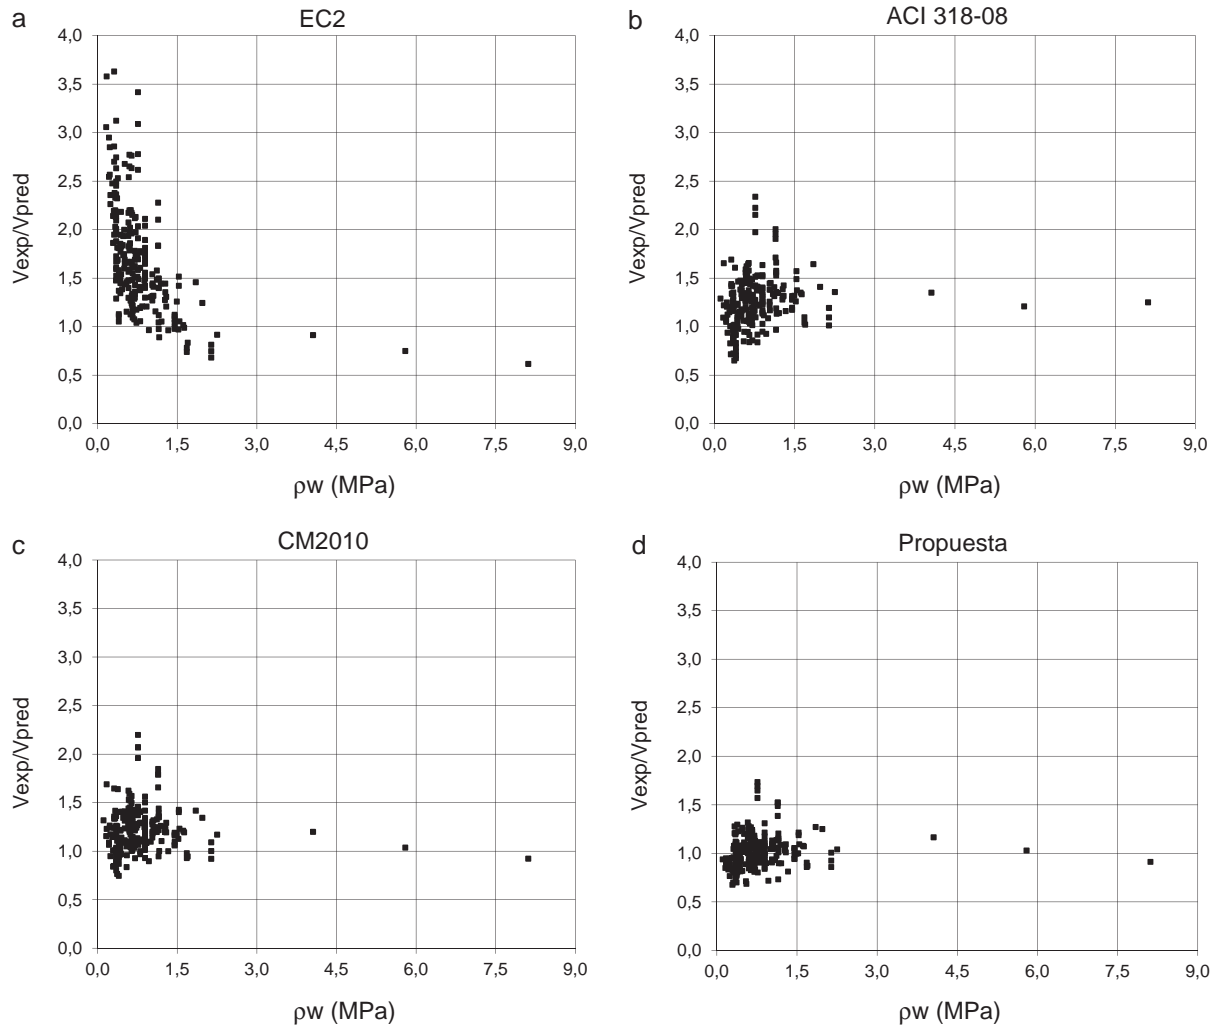 a
EC2
4,0
3,5
3,0
2,5
2,0
1,5
1,0
0,5
0,0
Vexp/Vpred
0,0 1,5 3,0 4,5 6,0 7,5 9,0
ρw (MPa)
b
ACI 318-08
4,0
3,5
3,0
2,5
2,0
1,5
1,0
0,5
0,0
Vexp/Vpred
0,0 1,5 3,0 4,5 6,0 7,5 9,0
ρw (MPa)
c
CM2010
4,0
3,5
3,0
2,5
2,0
1,5
1,0
0,5
0,0
Vexp/Vpred
0,0 1,5 3,0 4,5 6,0 7,5 9,0
ρw (MPa)
d
Propuesta
4,0
3,5
3,0
2,5
2,0
1,5
1,0
0,5
0,0
Vexp/Vpred
0,0 1,5 3,0 4,5 6,0 7,5 9,0
ρw (MPa)